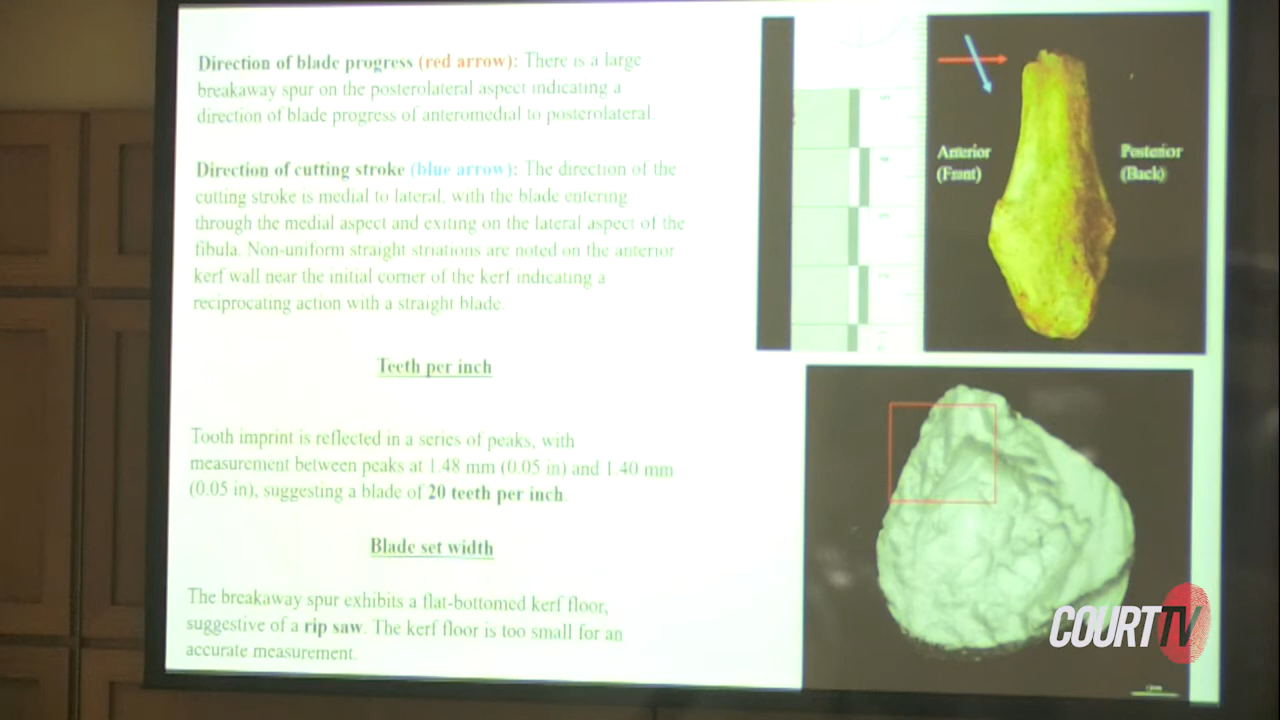 Direction of blade progress (red arrow): There is a large
breakaway spur on the posterolateral aspect indicating a
direction of blade progress of anteromedial to posterolateral.
Direction of cutting stroke (blue arrow): The direction of the
cutting stroke is medial to lateral, with the blade entering
through the medial aspect and exiting on the lateral aspect of the
fibula. Non-uniform straight striations are noted on the anterior
kerf wall near the initial corner of the kerf indicating a
reciprocating action with a straight blade.
Teeth per inch
Tooth imprint is reflected in a series of peaks, with
measurement between peaks at 1.48 mm (0.05 in) and 1.40 mm
(0.05 in), suggesting a blade of 20 teeth per inch.
Blade set width
The breakaway spur exhibits a flat-bottomed kerf floor,
suggestive of a rip saw. The kerf floor is too small for an
accurate measurement.
Anterior
(Front)
Posterior
(Back)
COURT TV